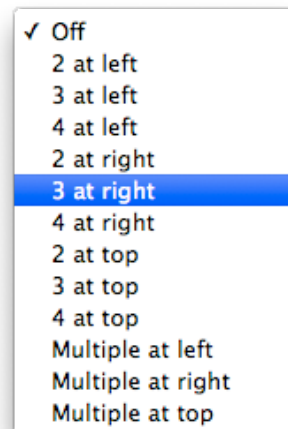 ✓ Off
2 at left
3 at left
4 at left
2 at right
3 at right
4 at right
2 at top
3 at top
4 at top
Multiple at left
Multiple at right
Multiple at top